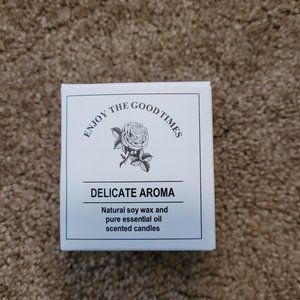 ENJOY THE GOOD TIMES
DELICATE AROMA
Natural soy wax and
pure essential oil
scented candles